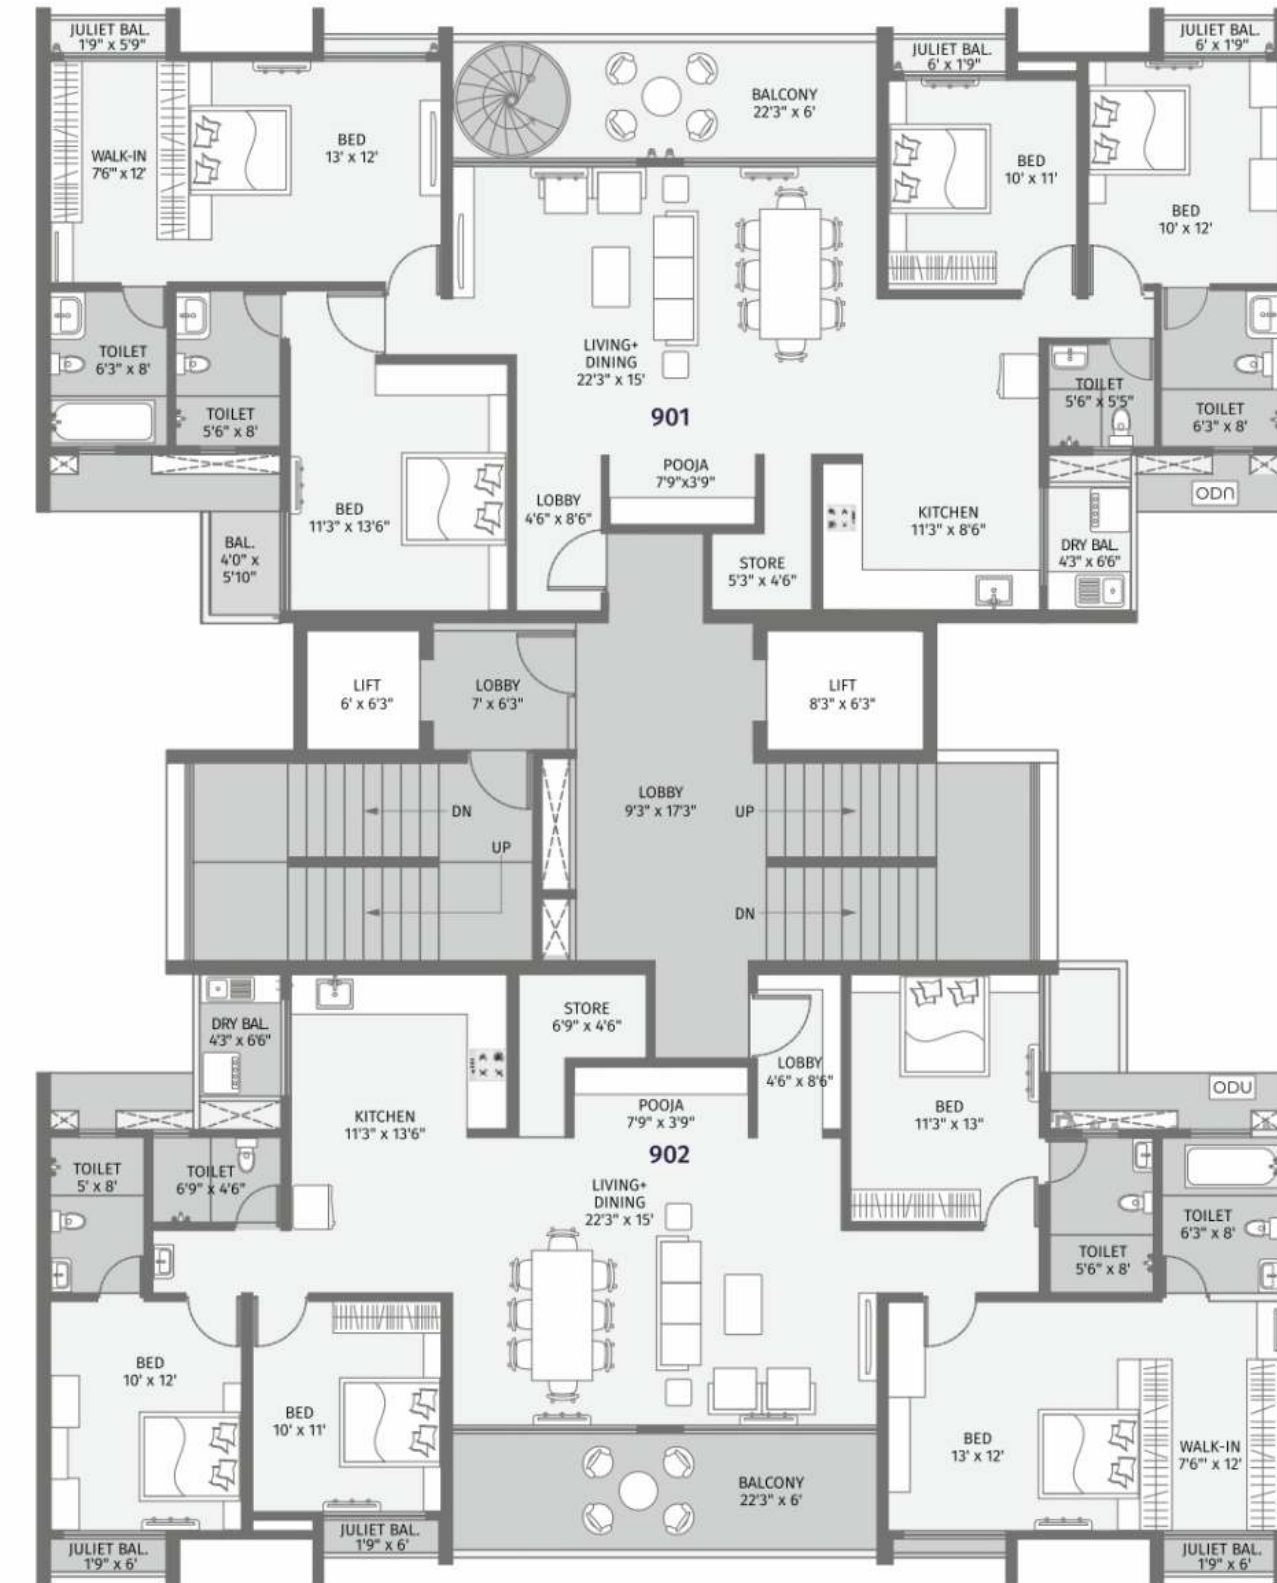 JULIET BAL.
1'9" x 5'9"
JULIET BAL.
6' x 1'9"
JULIET BAL.
6' x 1'9"
BALCONY
22'3" x 6'
WALK-IN
7'6"' x 12'
BED
13' x 12'
BED
10' x 11'
BED
10' x 12'
TOILET
6'3" x 8'
TOILET
5'6" x 8'
LIVING+
DINING
22'3" x 15'
901
TOILET
5'6" x 5'5"
TOILET
6'3" x 8'
POOJA
7'9"x3'9"
BED
11'3" x 13'6"
LOBBY
4'6" x 8'6"
KITCHEN
11'3" x 8'6"
ODU
BAL.
4'0" x
5'10"
STORE
5'3" x 4'6"
DRY BAL.
4'3" x 6'6"
LIFT
6' x 6'3"
LOBBY
7' x 6'3"
LIFT
8'3" x 6'3"
LOBBY
9'3" x 17'3"
DN
UP
UP
DN
STORE
6'9" x 4'6"
DRY BAL.
4'3" x 6'6"
LOBBY
4'6" x 8'6"
ODU
KITCHEN
11'3" x 13'6"
POOJA
7'9" x 3'9"
BED
11'3" x 13"
902
TOILET
5' x 8'
TOILET
6'9" x 4'6"
LIVING+
DINING
22'3" x 15'
TOILET
6'3" x 8'
TOILET
5'6" x 8'
BED
10' x 12'
BED
10' x 11'
BED
13' x 12'
WALK-IN
7'6"' x 12'
BALCONY
22'3" x 6'
JULIET BAL.
1'9" x 6'
JULIET BAL.
1'9" x 6'
JULIET BAL.
1'9" x 6'